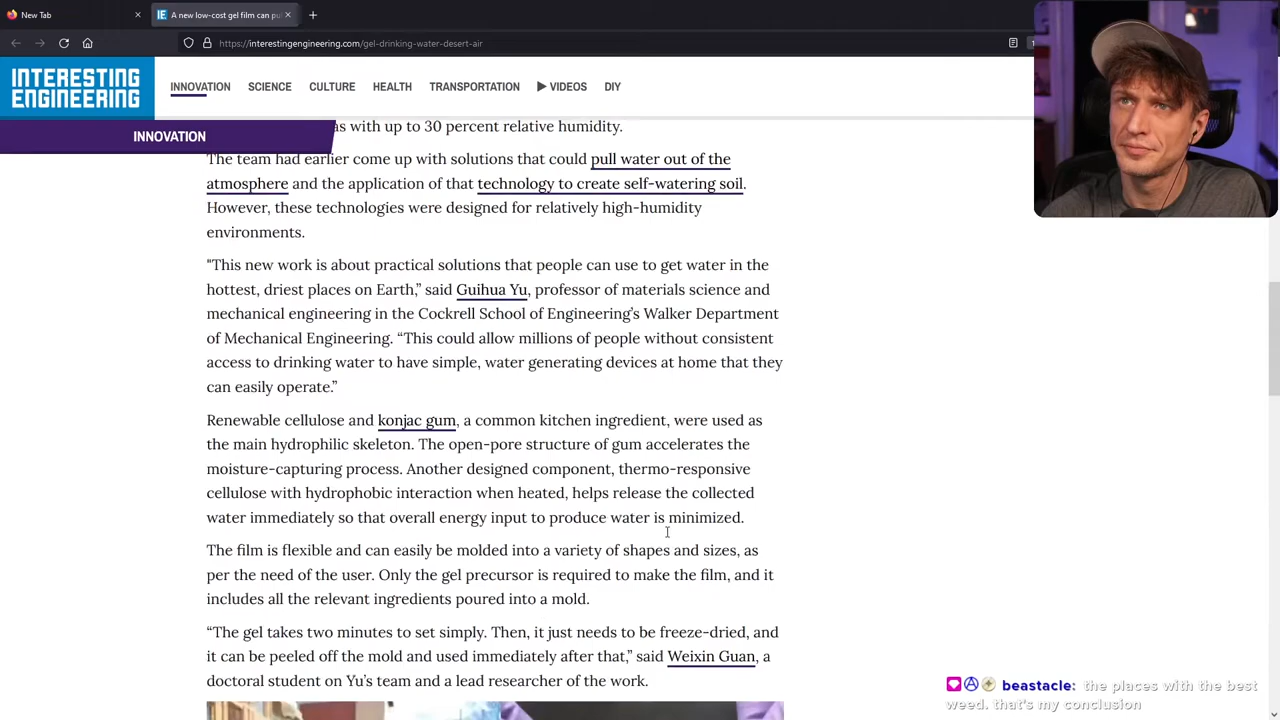 New Tab
A new low-cost gel film can pu
https://interestingengineering.com/gel-drinking-water-desert-air
INTERESTING
ENGINEERING
INNOVATION
SCIENCE
CULTURE
HEALTH
TRANSPORTATION
VIDEOS
DIY
INNOVATION
as with up to 30 percent relative humidity.
The team had earlier come up with solutions that could pull water out of the
atmosphere and the application of that technology to create self-watering soil.
However, these technologies were designed for relatively high-humidity
environments.
"This new work is about practical solutions that people can use to get water in the
hottest, driest places on Earth,” said Guihua Yu, professor of materials science and
mechanical engineering in the Cockrell School of Engineering’s Walker Department
of Mechanical Engineering. “This could allow millions of people without consistent
access to drinking water to have simple, water generating devices at home that they
can easily operate.”
Renewable cellulose and konjac gum, a common kitchen ingredient, were used as
the main hydrophilic skeleton. The open-pore structure of gum accelerates the
moisture-capturing process. Another designed component, thermo-responsive
cellulose with hydrophobic interaction when heated, helps release the collected
water immediately so that overall energy input to produce water is minimized.
The film is flexible and can easily be molded into a variety of shapes and sizes, as
per the need of the user. Only the gel precursor is required to make the film, and it
includes all the relevant ingredients poured into a mold.
“The gel takes two minutes to set simply. Then, it just needs to be freeze-dried, and
it can be peeled off the mold and used immediately after that,” said Weixin Guan, a
doctoral student on Yu’s team and a lead researcher of the work.
beastacle: the places with the best
weed. that's my conclusion